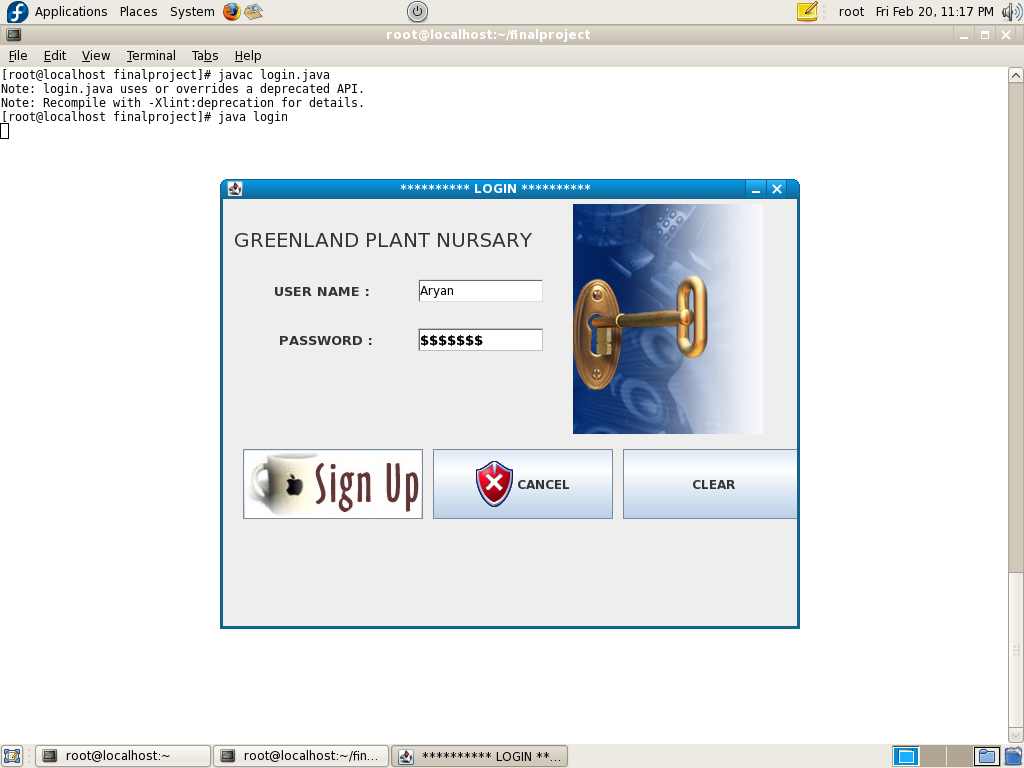 Applications Places System root Fri Feb 20, 11:17 PM
root@localhost:~/finalproject
File Edit View Terminal Tabs Help
[root@localhost finalproject]# javac login.java
Note: login.java uses or overrides a deprecated API.
Note: Recompile with -Xlint:deprecation for details.
[root@localhost finalproject]# java login
********** LOGIN **********
GREENLAND PLANT NURSARY
USER NAME : Aryan
PASSWORD : $$$$$$$
Sign Up CANCEL CLEAR
root@localhost:~ root@localhost:~/fin... ********** LOGIN **...